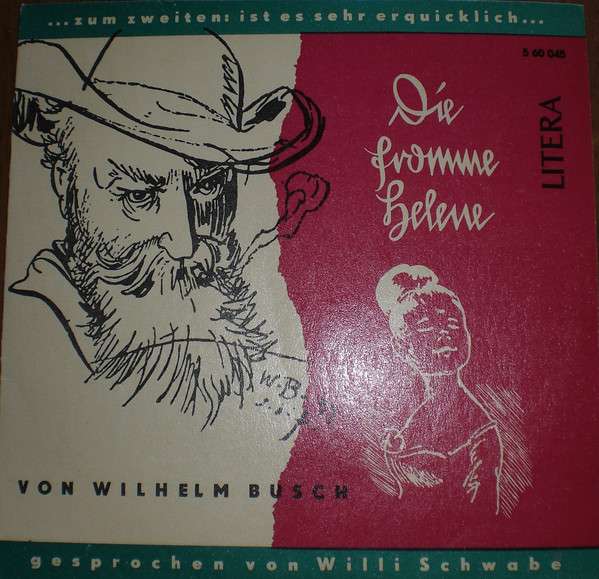 ...zum zweiten: ist es sehr erquicklich...
5 60 045
LITERA
Die
fromme
Helene
W.B.
VON WILHELM BUSCH
gesprochen von Willi Schwabe